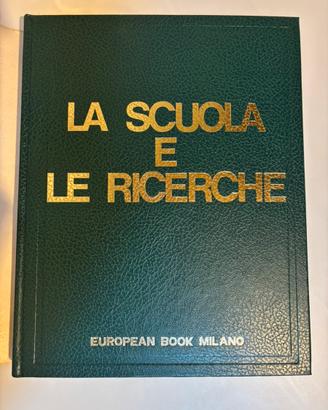 LA SCUOLA
E
LE RICERCHE
EUROPEAN BOOK MILANO